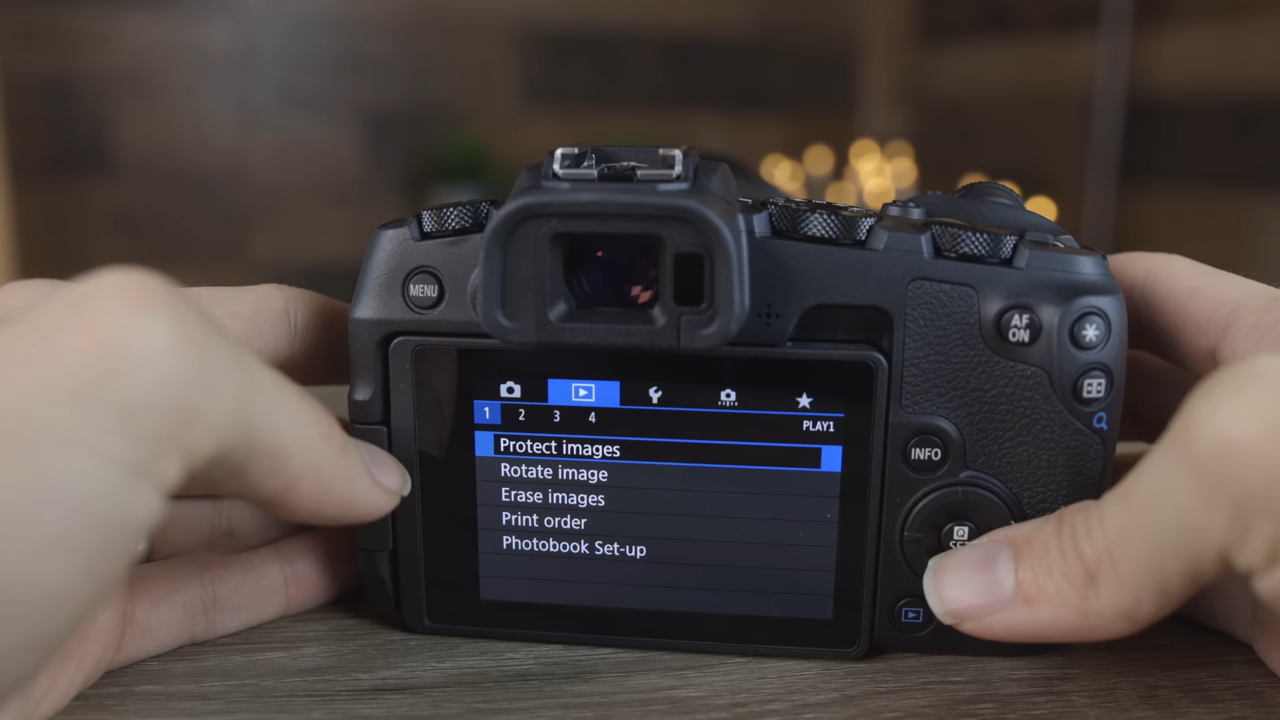 MENU
AF
ON
INFO
1 2 3 4
PLAY1
Protect images
Rotate image
Erase images
Print order
Photobook Set-up
Q